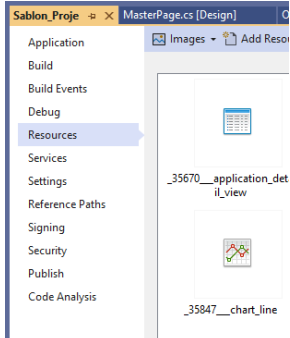 Sablon_Proje
MasterPage.cs [Design]
Application
Build
Build Events
Debug
Resources
Services
Settings
Reference Paths
Signing
Security
Publish
Code Analysis
Images
Add Resou
_35670__application_deta
il_view
_35847__chart_line